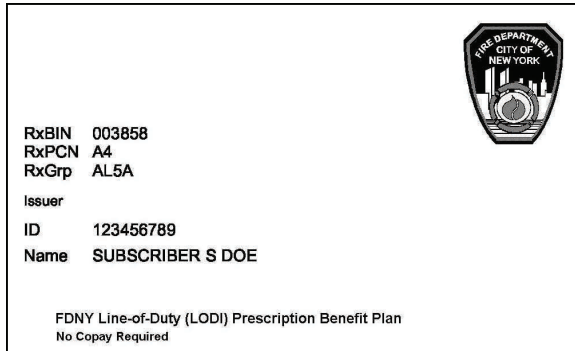 FIRE DEPARTMENT
CITY OF
NEW YORK
RxBIN 003858
RxPCN A4
RxGrp AL5A
Issuer
ID 123456789
Name SUBSCRIBER S DOE
FDNY Line-of-Duty (LODI) Prescription Benefit Plan
No Copay Required